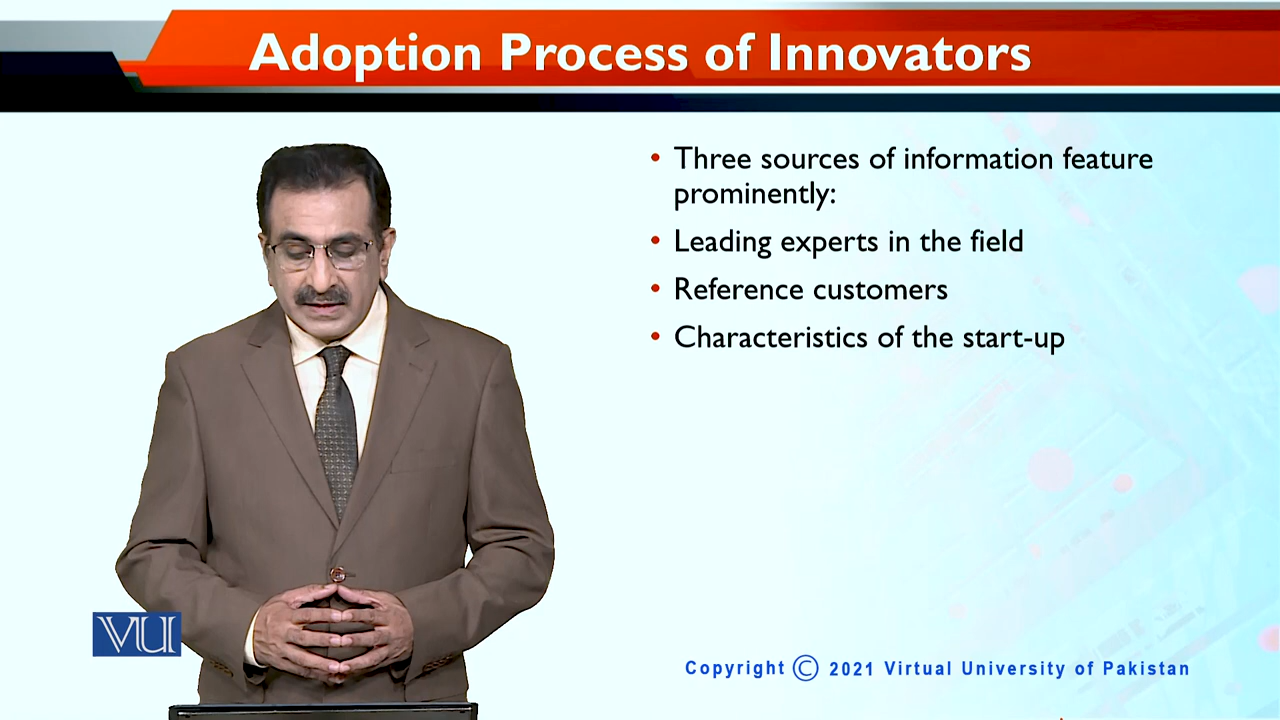 Adoption Process of Innovators
• Three sources of information feature
prominently:
• Leading experts in the field
• Reference customers
• Characteristics of the start-up
VU
Copyright © 2021 Virtual University of Pakistan